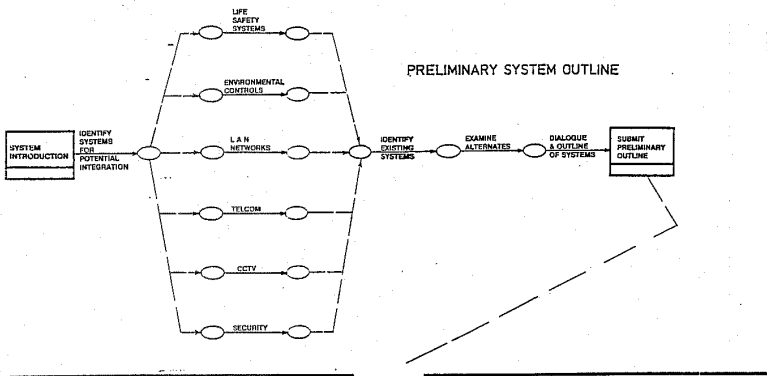 LIFE
SAFETY
SYSTEMS
PRELIMINARY SYSTEM OUTLINE
ENVIRONMENTAL
CONTROLS
SYSTEM
INTRODUCTION
IDENTIFY
SYSTEMS
FOR
POTENTIAL
INTEGRATION
L A N
NETWORKS
IDENTIFY
EXISTING
SYSTEMS
EXAMINE
ALTERNATES
DIALOGUE
& OUTLINE
OF SYSTEMS
SUBMIT
PRELIMINARY
OUTLINE
TELCOM
CCTV
SECURITY